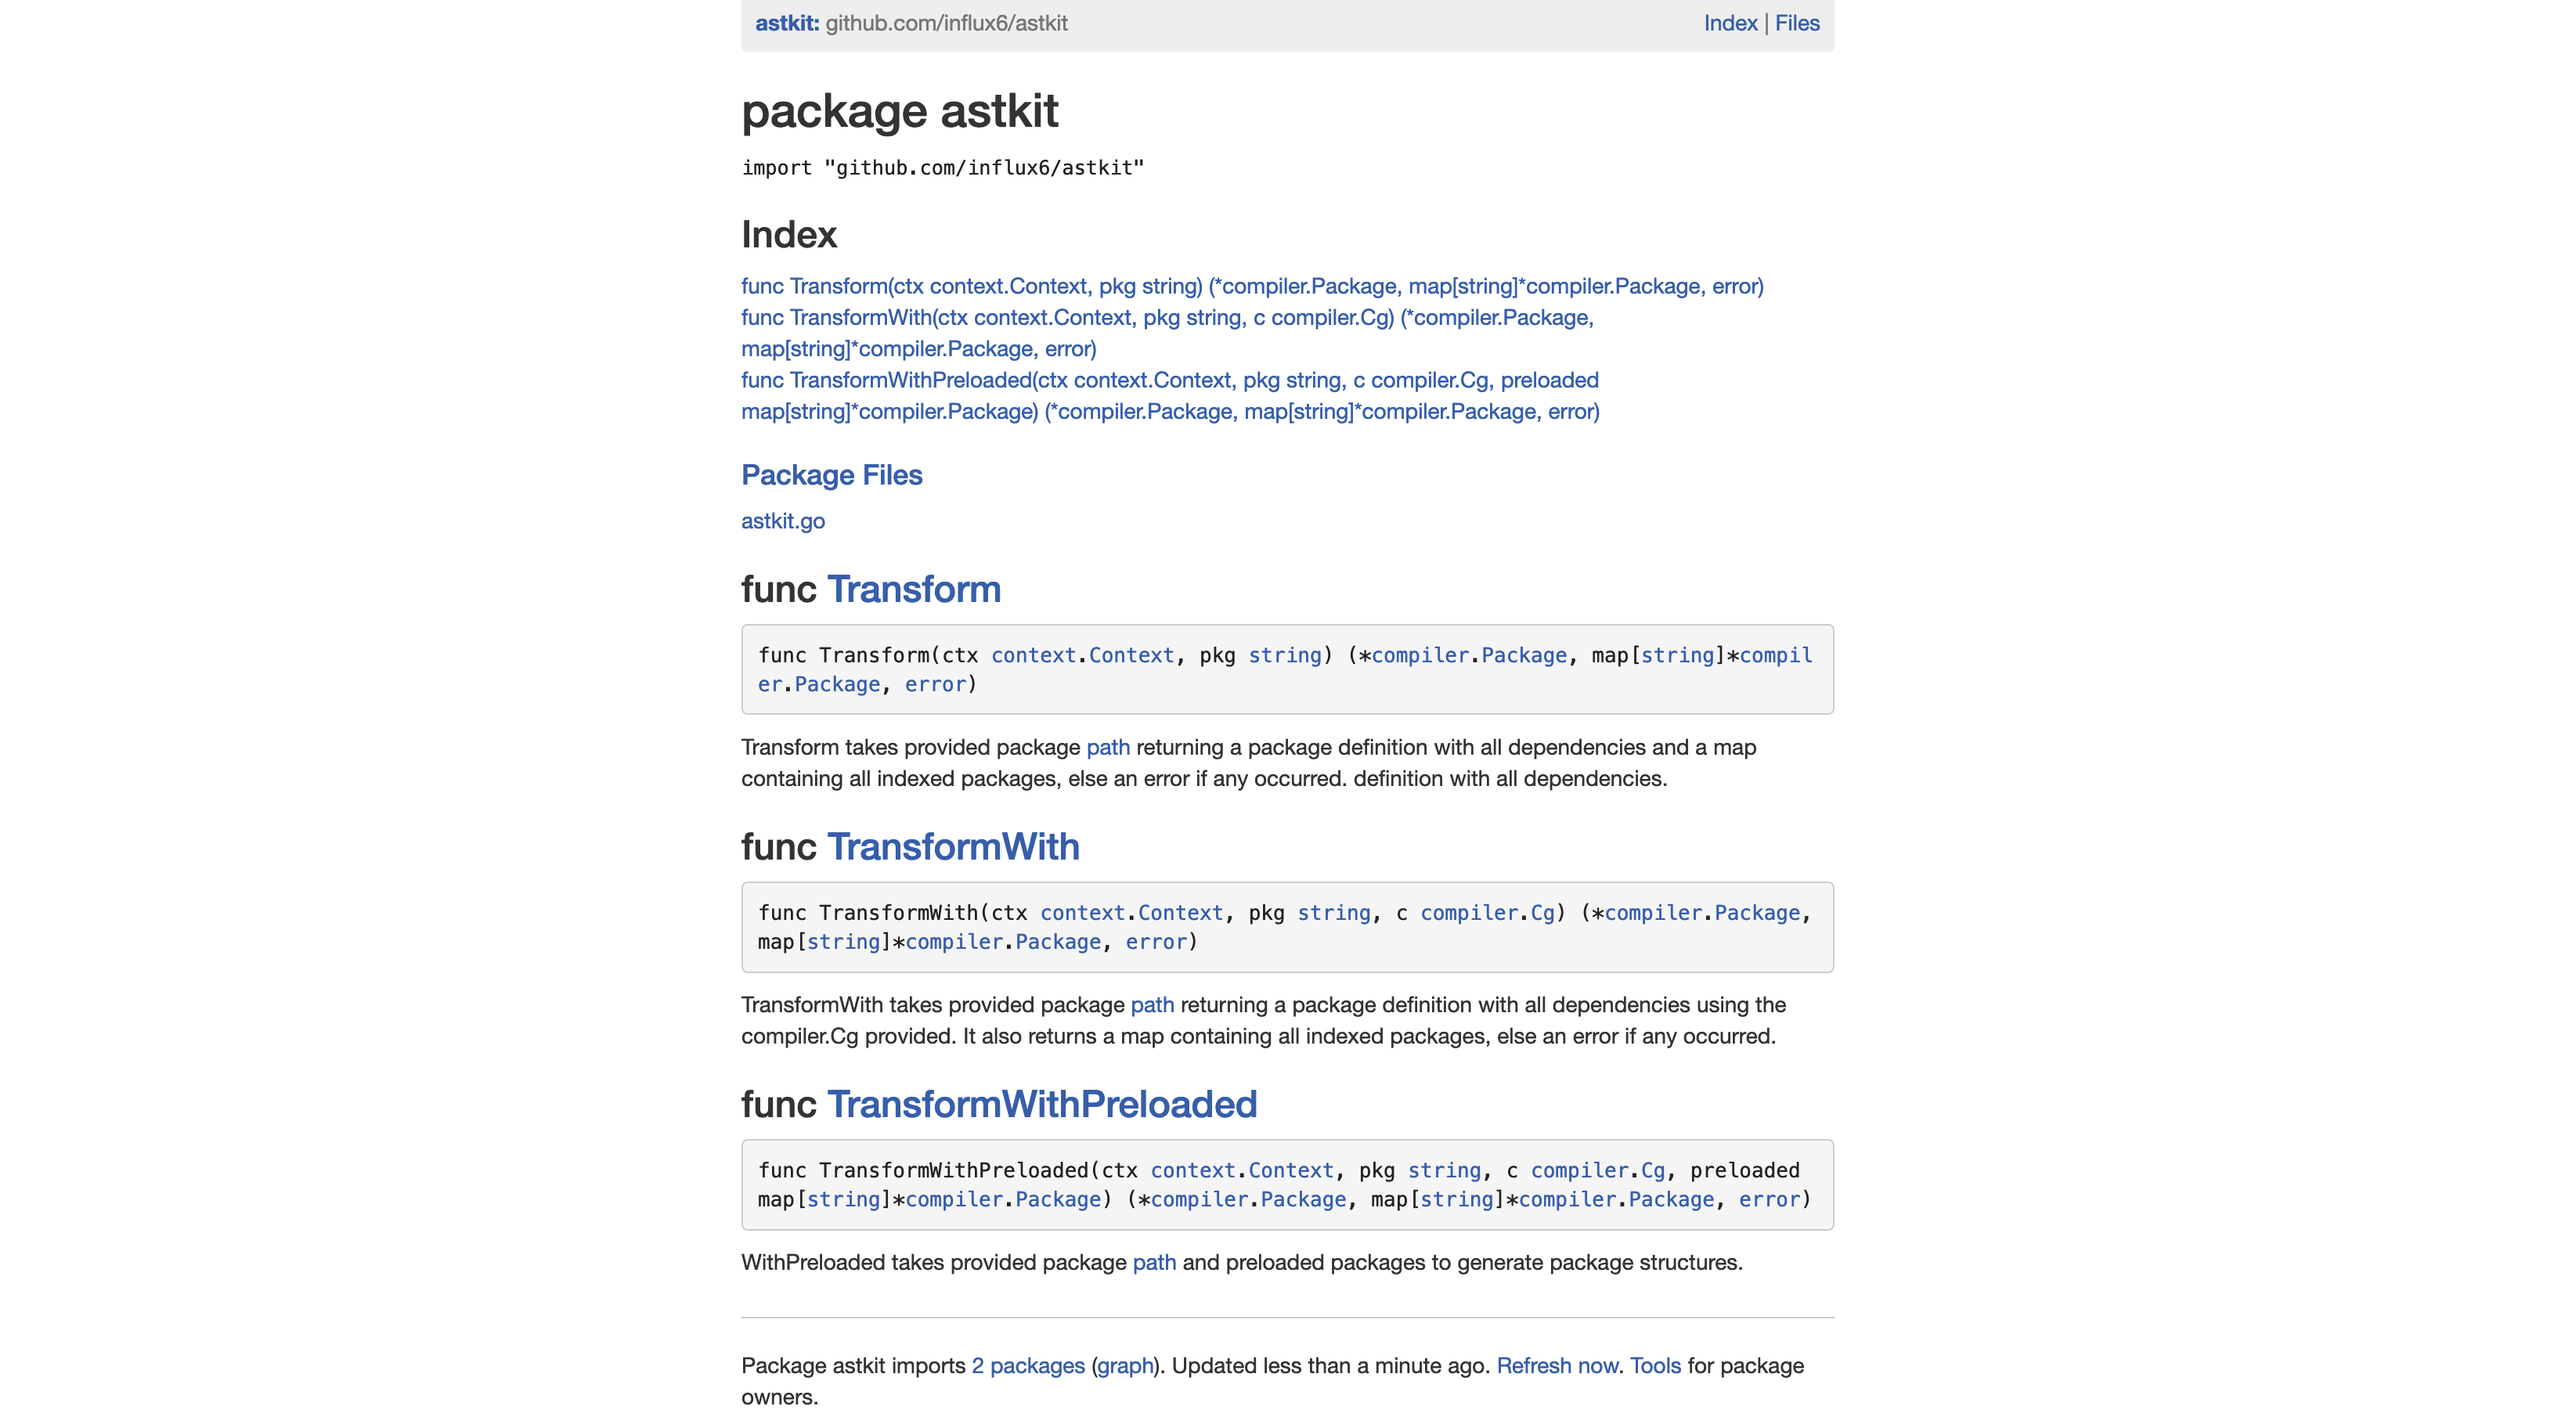 astkit: github.com/influx6/astkit Index | Files
package astkit
import "github.com/influx6/astkit"
Index
func Transform(ctx context.Context, pkg string) (*compiler.Package, map[string]*compiler.Package, error)
func TransformWith(ctx context.Context, pkg string, c compiler.Cg) (*compiler.Package,
map[string]*compiler.Package, error)
func TransformWithPreloaded(ctx context.Context, pkg string, c compiler.Cg, preloaded
map[string]*compiler.Package) (*compiler.Package, map[string]*compiler.Package, error)
Package Files
astkit.go
func Transform
func Transform(ctx context.Context, pkg string) (*compiler.Package, map[string]*compil
er.Package, error)
Transform takes provided package path returning a package definition with all dependencies and a map
containing all indexed packages, else an error if any occurred. definition with all dependencies.
func TransformWith
func TransformWith(ctx context.Context, pkg string, c compiler.Cg) (*compiler.Package,
map[string]*compiler.Package, error)
TransformWith takes provided package path returning a package definition with all dependencies using the
compiler.Cg provided. It also returns a map containing all indexed packages, else an error if any occurred.
func TransformWithPreloaded
func TransformWithPreloaded(ctx context.Context, pkg string, c compiler.Cg, preloaded
map[string]*compiler.Package) (*compiler.Package, map[string]*compiler.Package, error)
WithPreloaded takes provided package path and preloaded packages to generate package structures.
Package astkit imports 2 packages (graph). Updated less than a minute ago. Refresh now. Tools for package
owners.